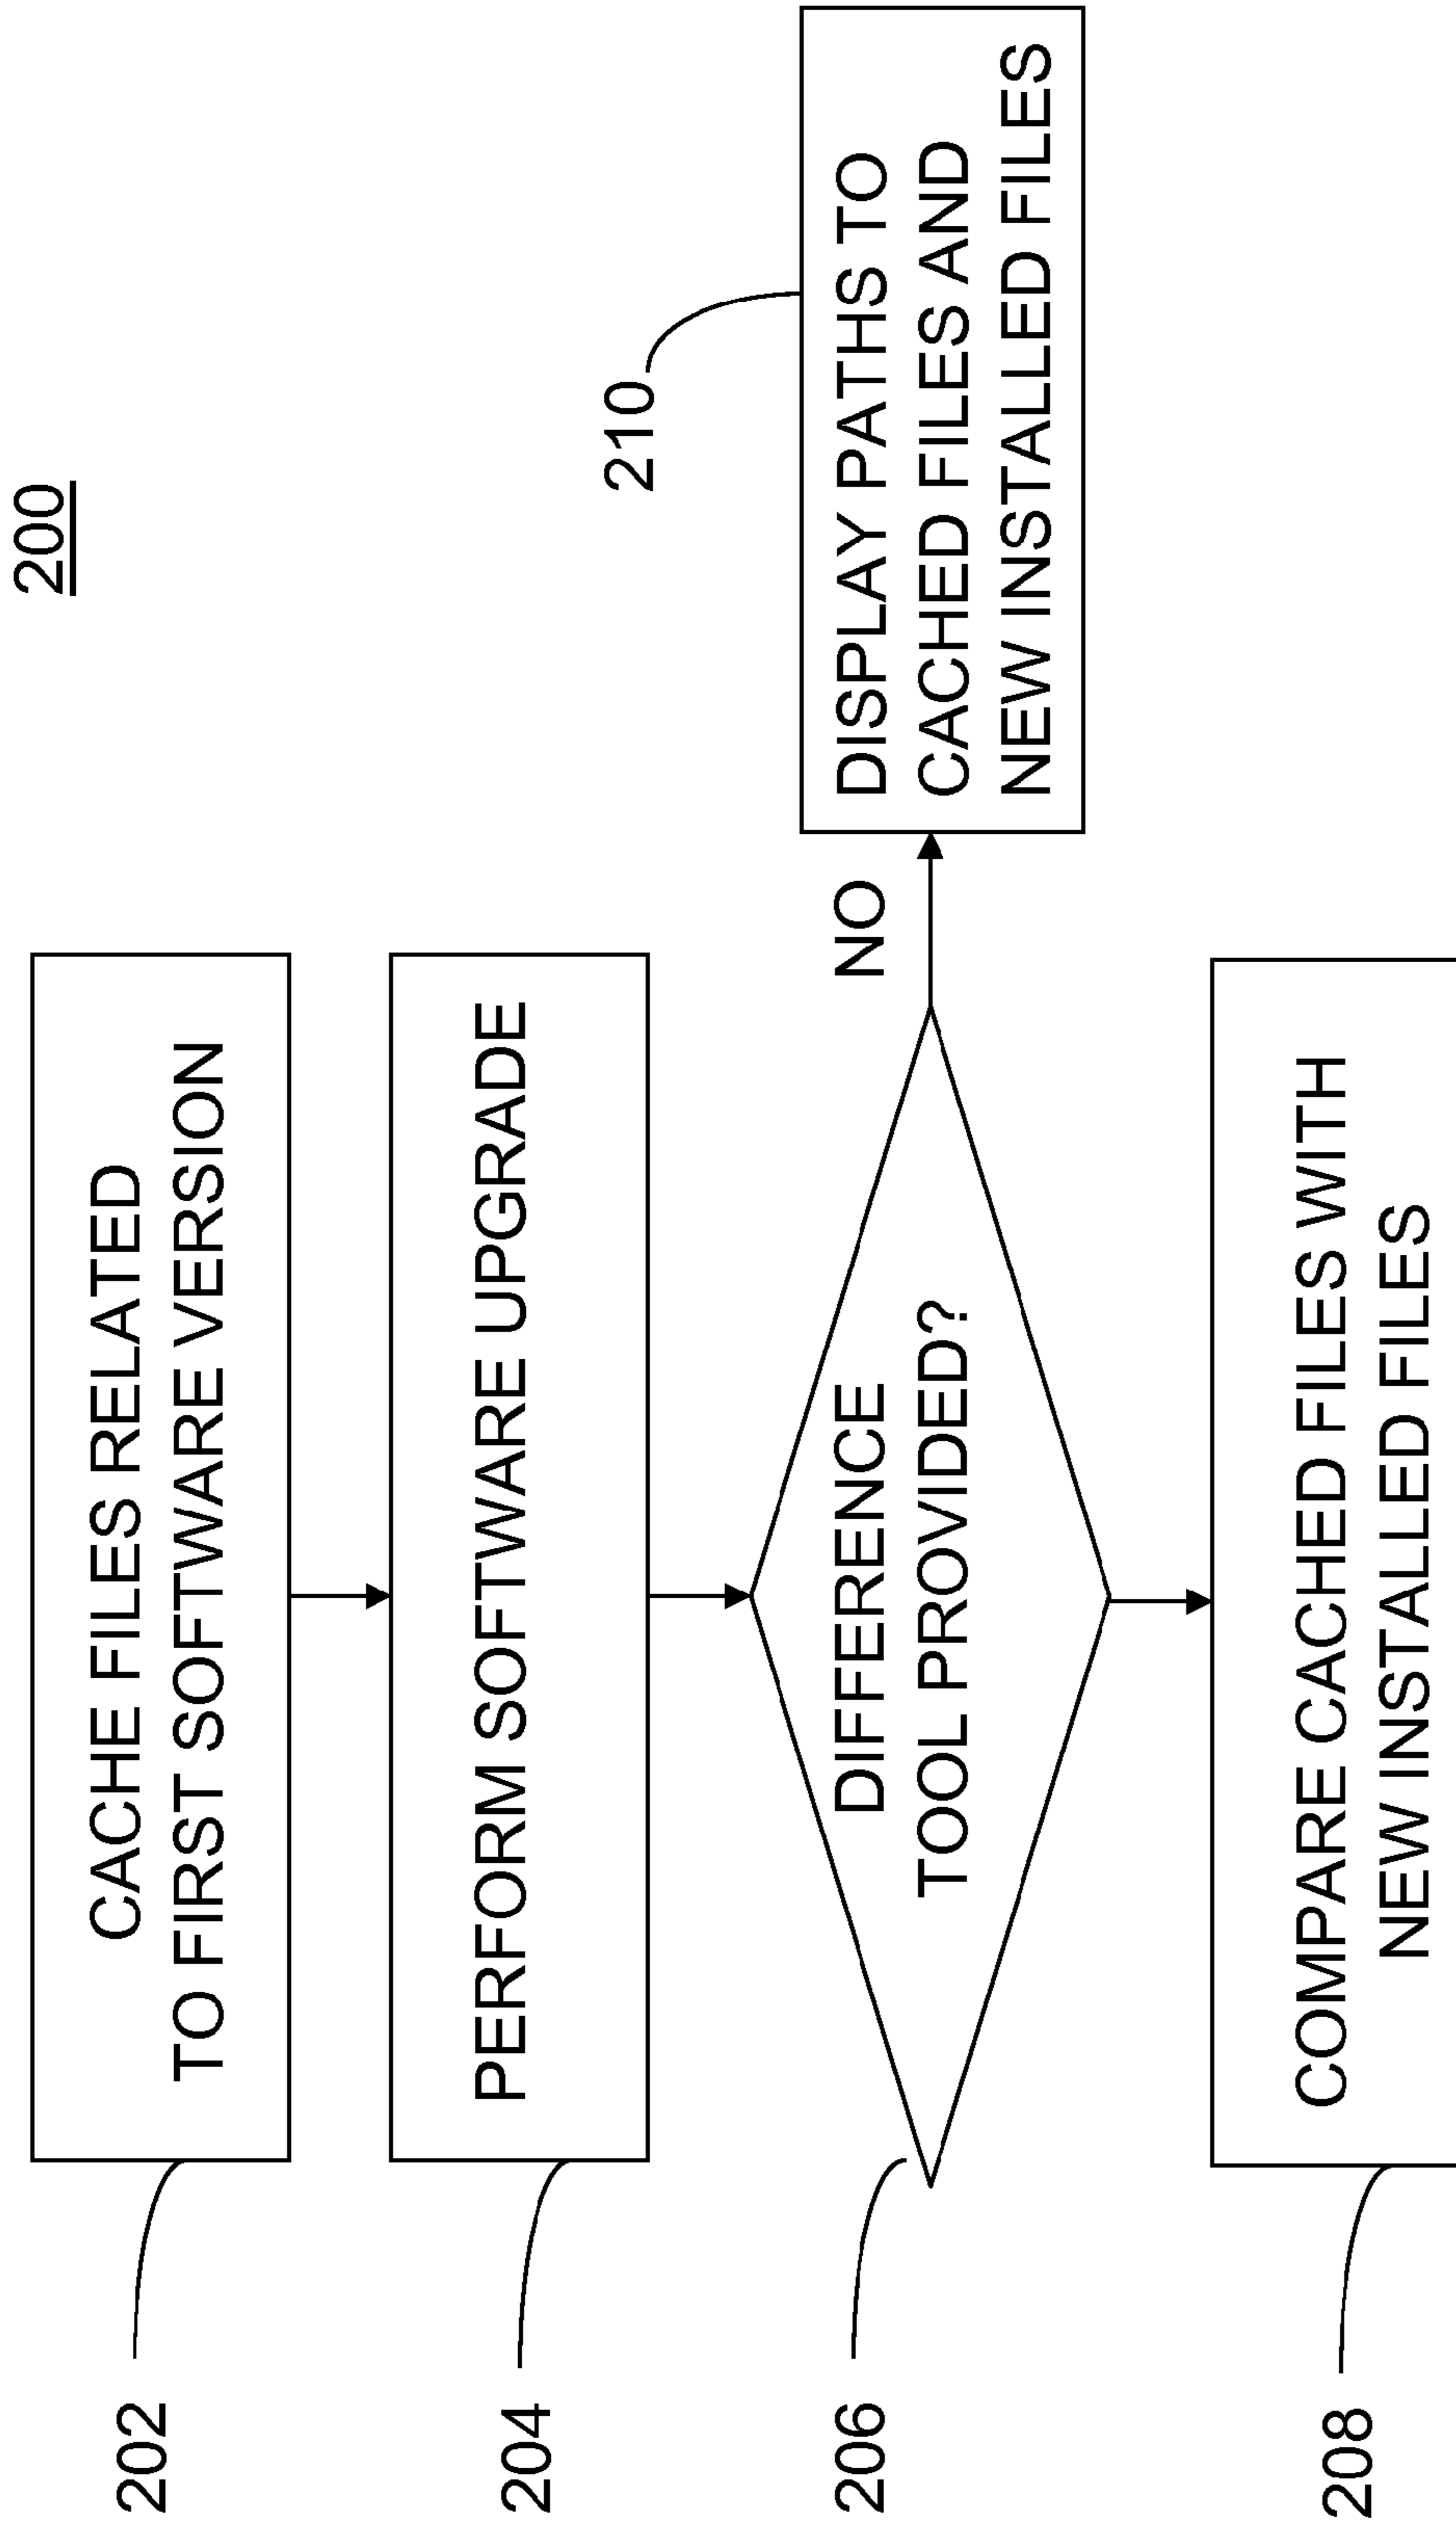 200
202
CACHE FILES RELATED
TO FIRST SOFTWARE VERSION
204
PERFORM SOFTWARE UPGRADE
206
DIFFERENCE
TOOL PROVIDED?
NO
210
DISPLAY PATHS TO
CACHED FILES AND
NEW INSTALLED FILES
208
COMPARE CACHED FILES WITH
NEW INSTALLED FILES